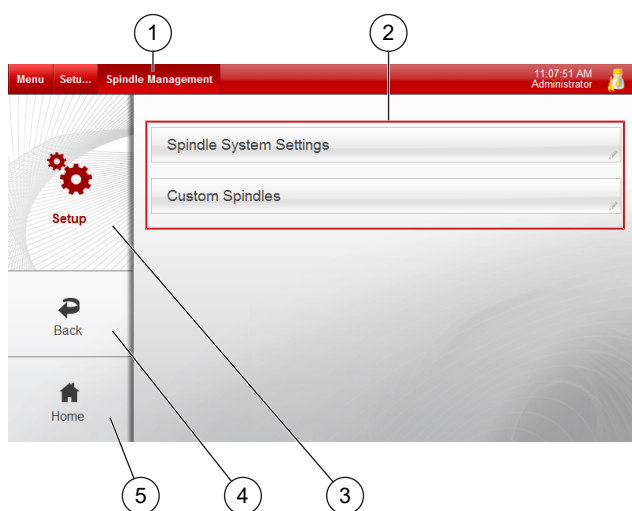 1
2
Menu Setu... Spindle Management
11:07:51 AM
Administrator
Spindle System Settings
Custom Spindles
Setup
Back
Home
5
4
3